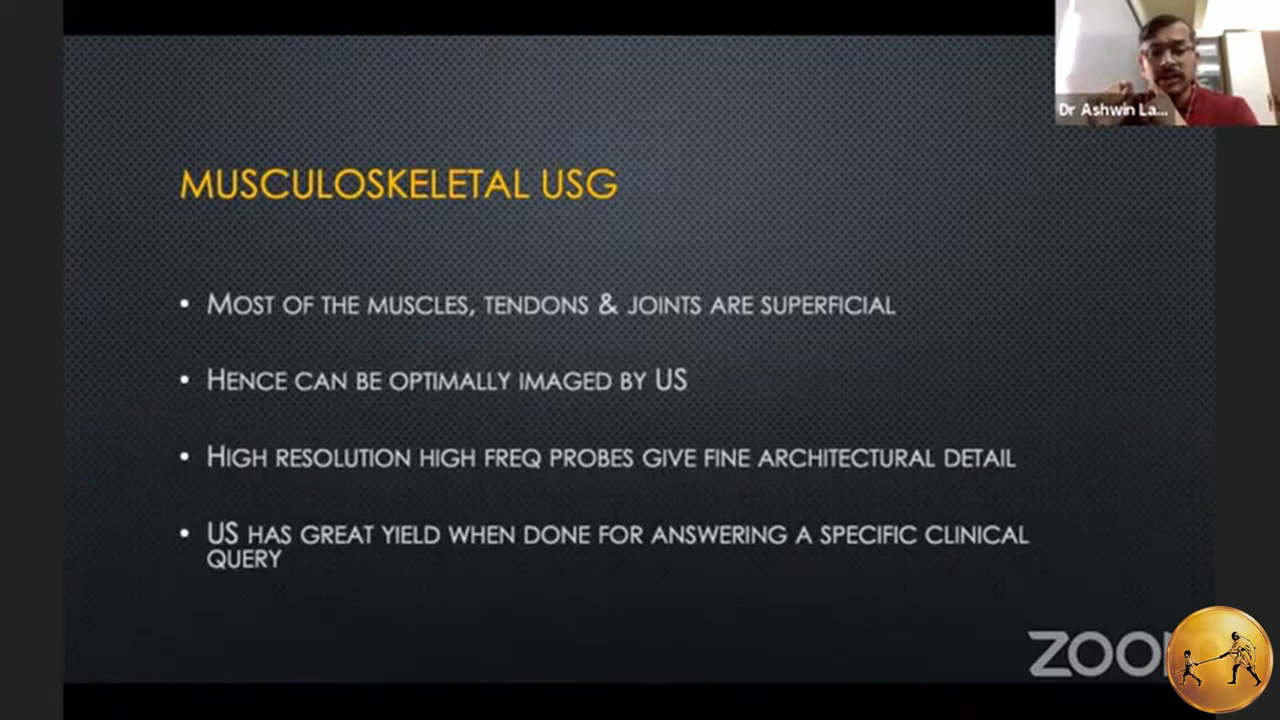 Dr Ashwin La...
MUSCULOSKELETAL USG
• MOST OF THE MUSCLES, TENDONS & JOINTS ARE SUPERFICIAL
• HENCE CAN BE OPTIMALLY IMAGED BY US
• HIGH RESOLUTION HIGH FREQ PROBES GIVE FINE ARCHITECTURAL DETAIL
• US HAS GREAT YIELD WHEN DONE FOR ANSWERING A SPECIFIC CLINICAL
QUERY
ZOO